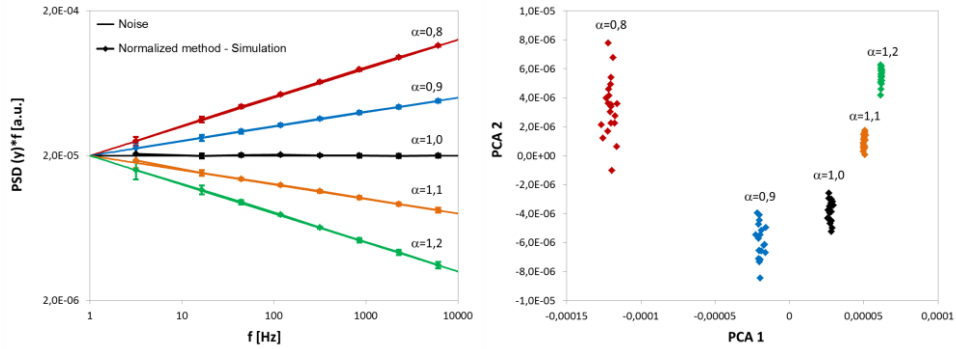 2,0E-04
Noise
Normalized method - Simulation
α=0,8
α=0,9
α=1,0
α=1,1
α=1,2
2,0E-05
2,0E-06
PSD (y)*f [a.u.]
1
10
100
1000
10000
f [Hz]
1,0E-05
8,0E-06
6,0E-06
4,0E-06
2,0E-06
0,0E+00
-2,0E-06
-4,0E-06
-6,0E-06
-8,0E-06
-1,0E-05
PCA 2
α=0,8
α=1,2
α=1,1
α=1,0
α=0,9
-0,00015
-0,0001
-0,00005
0
0,00005
0,0001
PCA 1